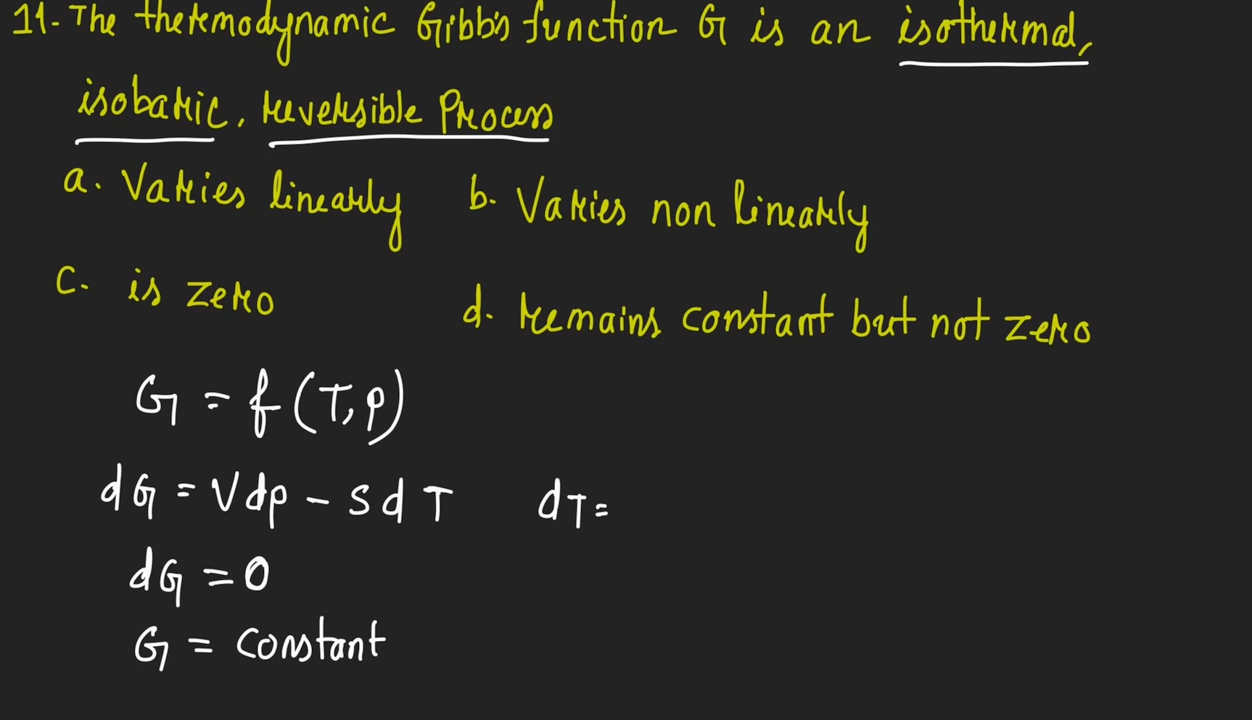 11. The thermodynamic Gibb's function G is an isothermal,
isobaric, reversible Process
a. Varies linearly b. Varies non linearly
c. is zero d. remains constant but not zero
G = f (T, P)
dG = Vdp - SdT dT =
dG = 0
G = constant